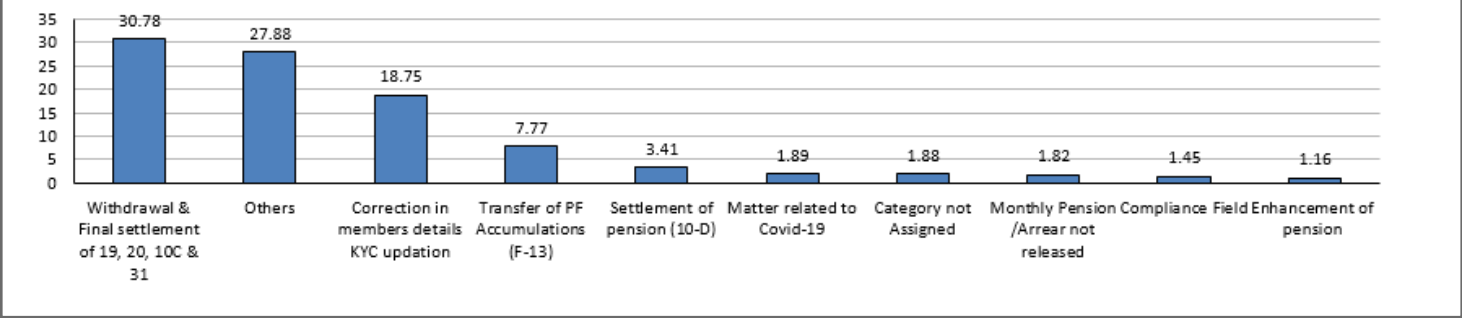 35
30
25
20
15
10
5
0
30.78
27.88
18.75
7.77
3.41
1.89
1.88
1.82
1.45
1.16
Withdrawal &
Final settlement
of 19, 20, 10C &
31
Others
Correction in
members details
KYC updation
Transfer of PF
Accumulations
(F-13)
Settlement of
pension (10-D)
Matter related to
Covid-19
Category not
Assigned
Monthly Pension
/Arrear not
released
Compliance Field
Enhancement of
pension